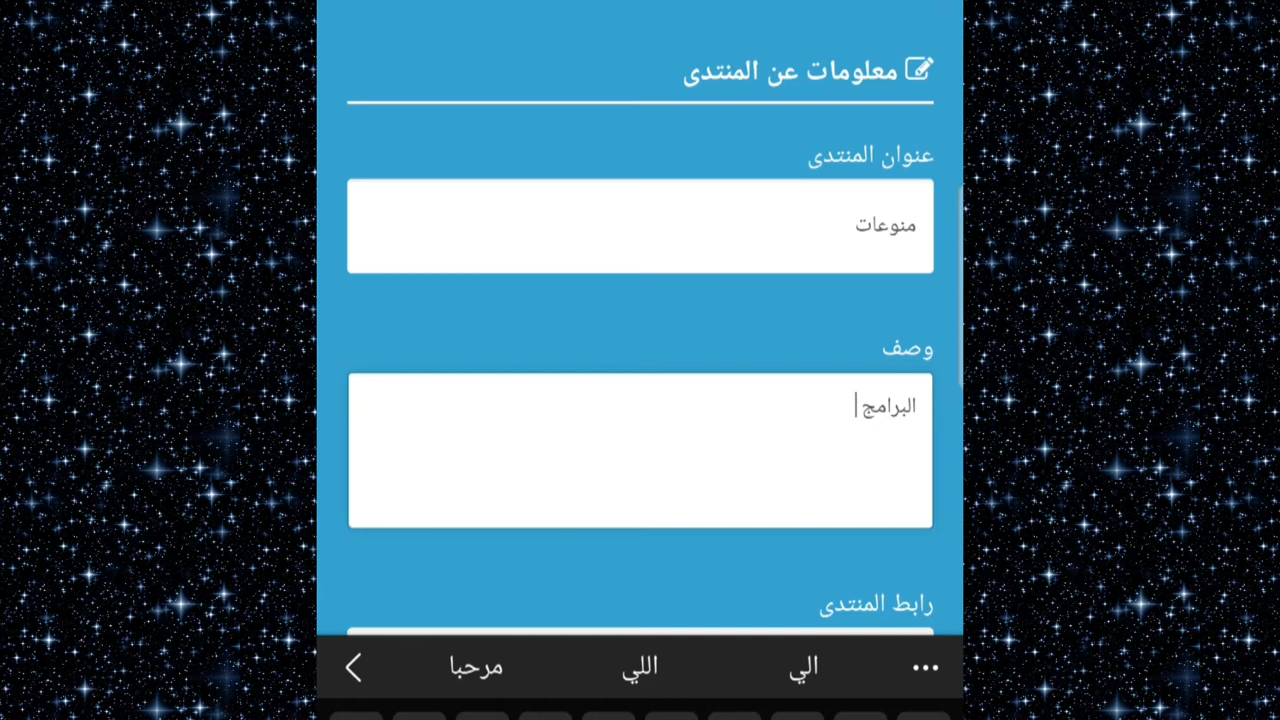 معلومات عن المنتدى
عنوان المنتدى
منوعات
وصف
البرامج
رابط المنتدى
الي اللي مرحبا